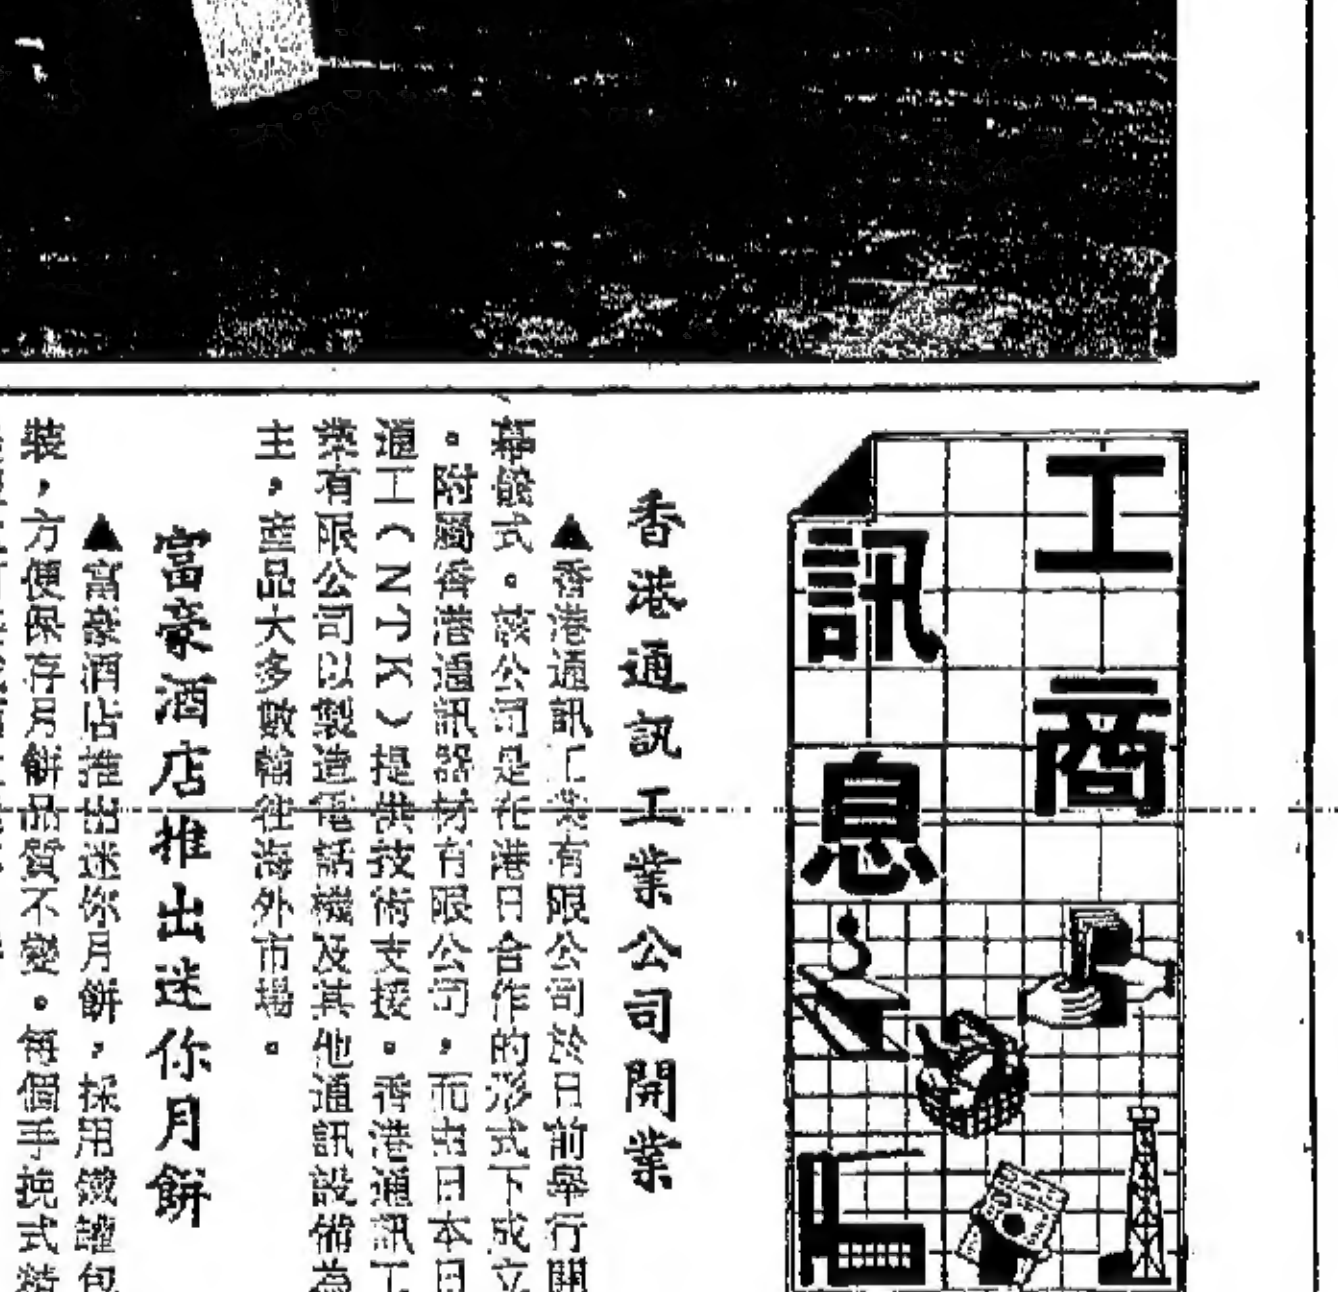 工商
訊息
香港通訊工業公司開業
▲香港通訊工業有限公司於日前舉行開
幕儀式。該公司是在港日合作的形式下成立
。附屬香港通訊器材有限公司，而由日本日
通工（NTJK）提供技術支援。香港通訊工
業有限公司以製造電話機及其他通訊設備為
主，產品大多數輸往海外市場。
富豪酒店推出迷你月餅
▲富豪酒店推出迷你月餅，採用鐵罐包
裝，方便保存月餅品質不變。每個手挽式